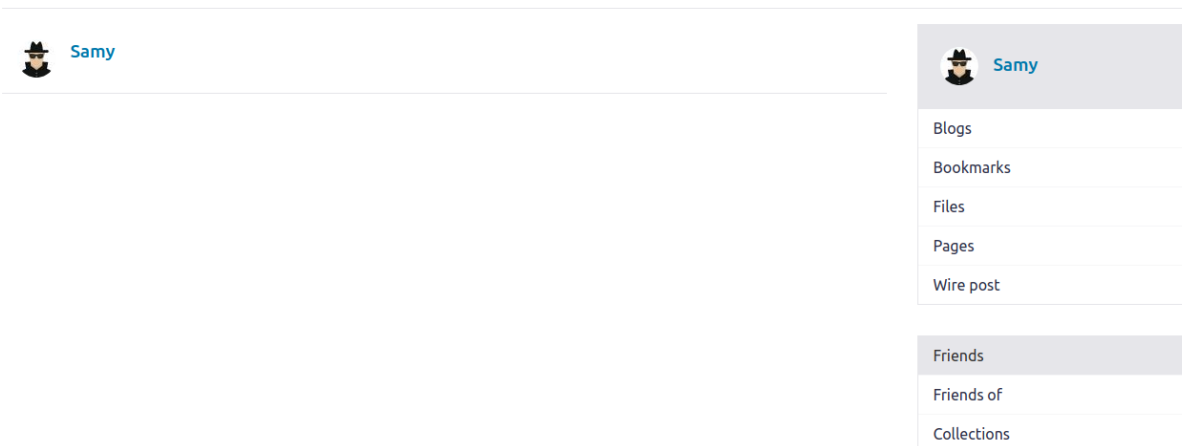 Samy
Samy
Blogs
Bookmarks
Files
Pages
Wire post
Friends
Friends of
Collections